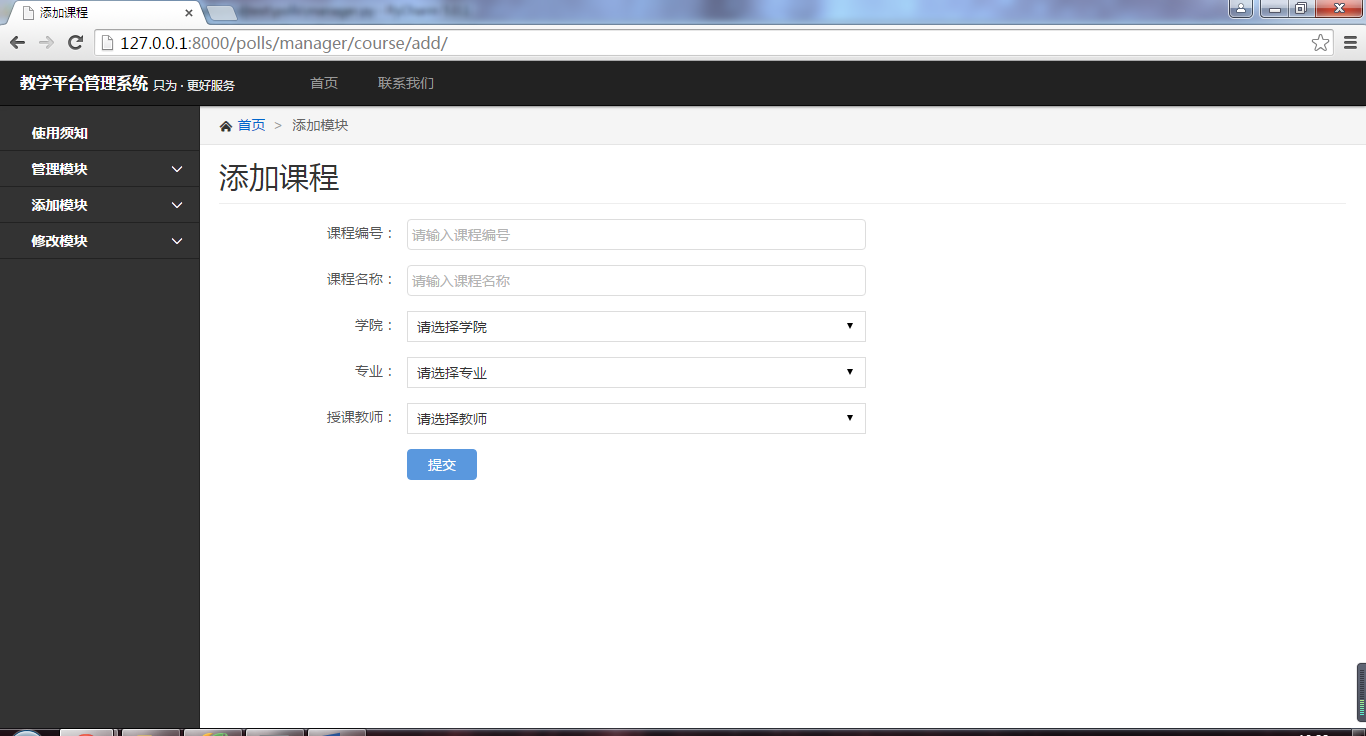 添加课程
127.0.0.1:8000/polls/manager/course/add/
教学平台管理系统 只为 · 更好服务 首页 联系我们
使用须知
管理模块
添加模块
修改模块
首页 > 添加模块
添加课程
课程编号： 请输入课程编号
课程名称： 请输入课程名称
学院： 请选择学院
专业： 请选择专业
授课教师： 请选择教师
提交